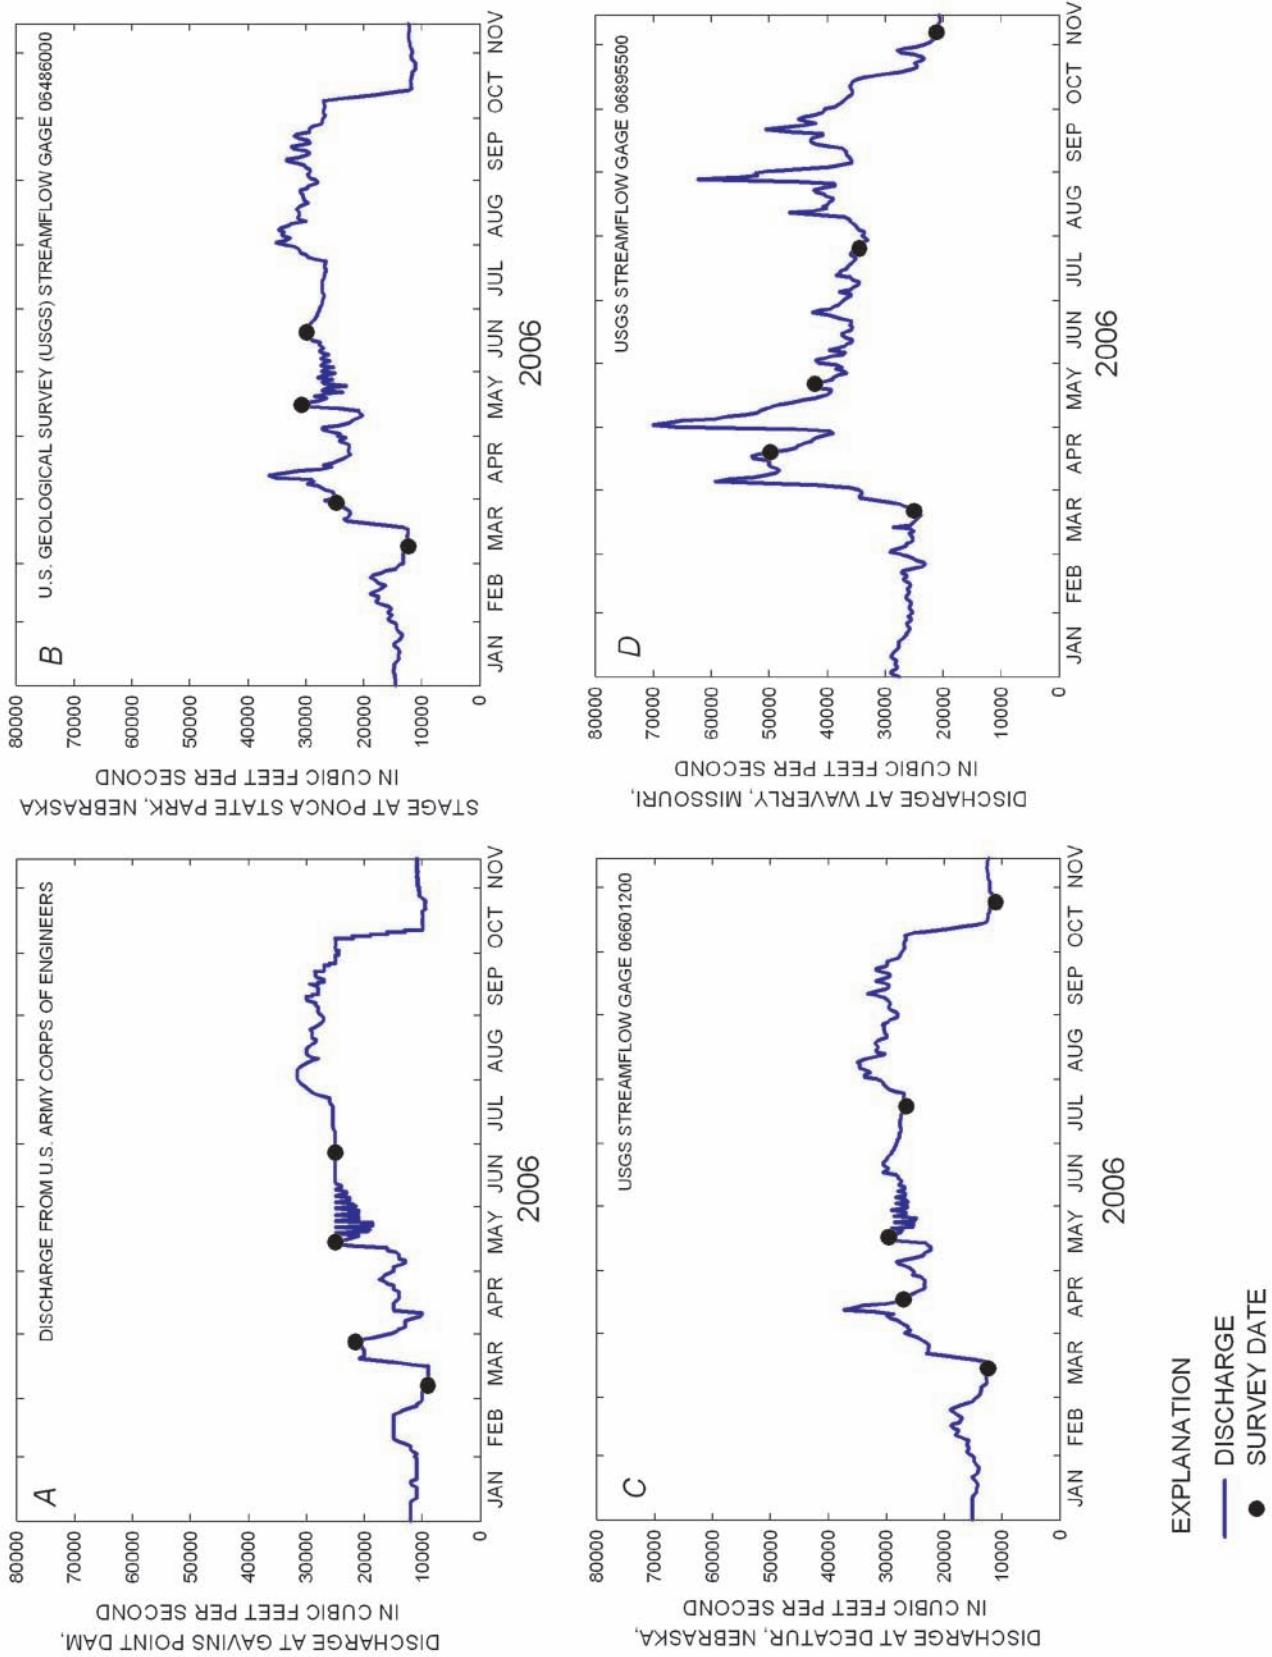 A
DISCHARGE FROM U.S. ARMY CORPS OF ENGINEERS
DISCHARGE AT GAVINS POINT DAM,
IN CUBIC FEET PER SECOND
80000
70000
60000
50000
40000
30000
20000
10000
0
JAN FEB MAR APR MAY JUN JUL AUG SEP OCT NOV
2006
B
U.S. GEOLOGICAL SURVEY (USGS) STREAMFLOW GAGE 06486000
STAGE AT PONCA STATE PARK, NEBRASKA
IN CUBIC FEET PER SECOND
80000
70000
60000
50000
40000
30000
20000
10000
0
JAN FEB MAR APR MAY JUN JUL AUG SEP OCT NOV
2006
C
USGS STREAMFLOW GAGE 06601200
DISCHARGE AT DECATUR, NEBRASKA,
IN CUBIC FEET PER SECOND
80000
70000
60000
50000
40000
30000
20000
10000
0
JAN FEB MAR APR MAY JUN JUL AUG SEP OCT NOV
2006
D
USGS STREAMFLOW GAGE 06895500
DISCHARGE AT WAVERLY, MISSOURI,
IN CUBIC FEET PER SECOND
80000
70000
60000
50000
40000
30000
20000
10000
0
JAN FEB MAR APR MAY JUN JUL AUG SEP OCT NOV
2006
EXPLANATION
DISCHARGE
SURVEY DATE